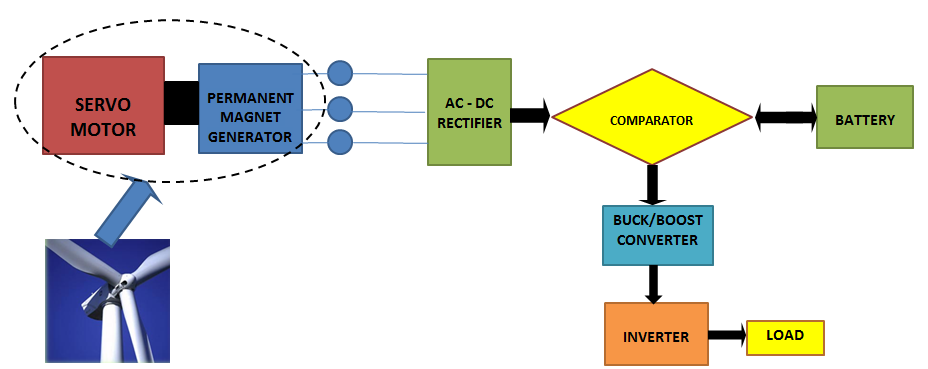 SERVO
MOTOR
PERMANENT
MAGNET
GENERATOR
AC - DC
RECTIFIER
COMPARATOR
BATTERY
BUCK/BOOST
CONVERTER
INVERTER
LOAD